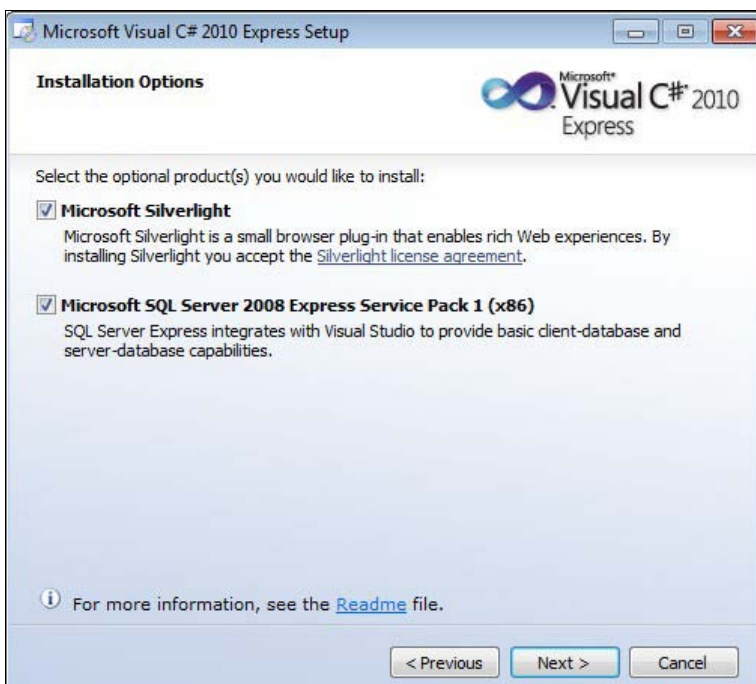 Microsoft Visual C# 2010 Express Setup
Installation Options
Microsoft®
Visual C#® 2010
Express
Select the optional product(s) you would like to install:
Microsoft Silverlight
Microsoft Silverlight is a small browser plug-in that enables rich Web experiences. By
installing Silverlight you accept the Silverlight license agreement.
Microsoft SQL Server 2008 Express Service Pack 1 (x86)
SQL Server Express integrates with Visual Studio to provide basic client-database and
server-database capabilities.
For more information, see the Readme file.
< Previous
Next >
Cancel